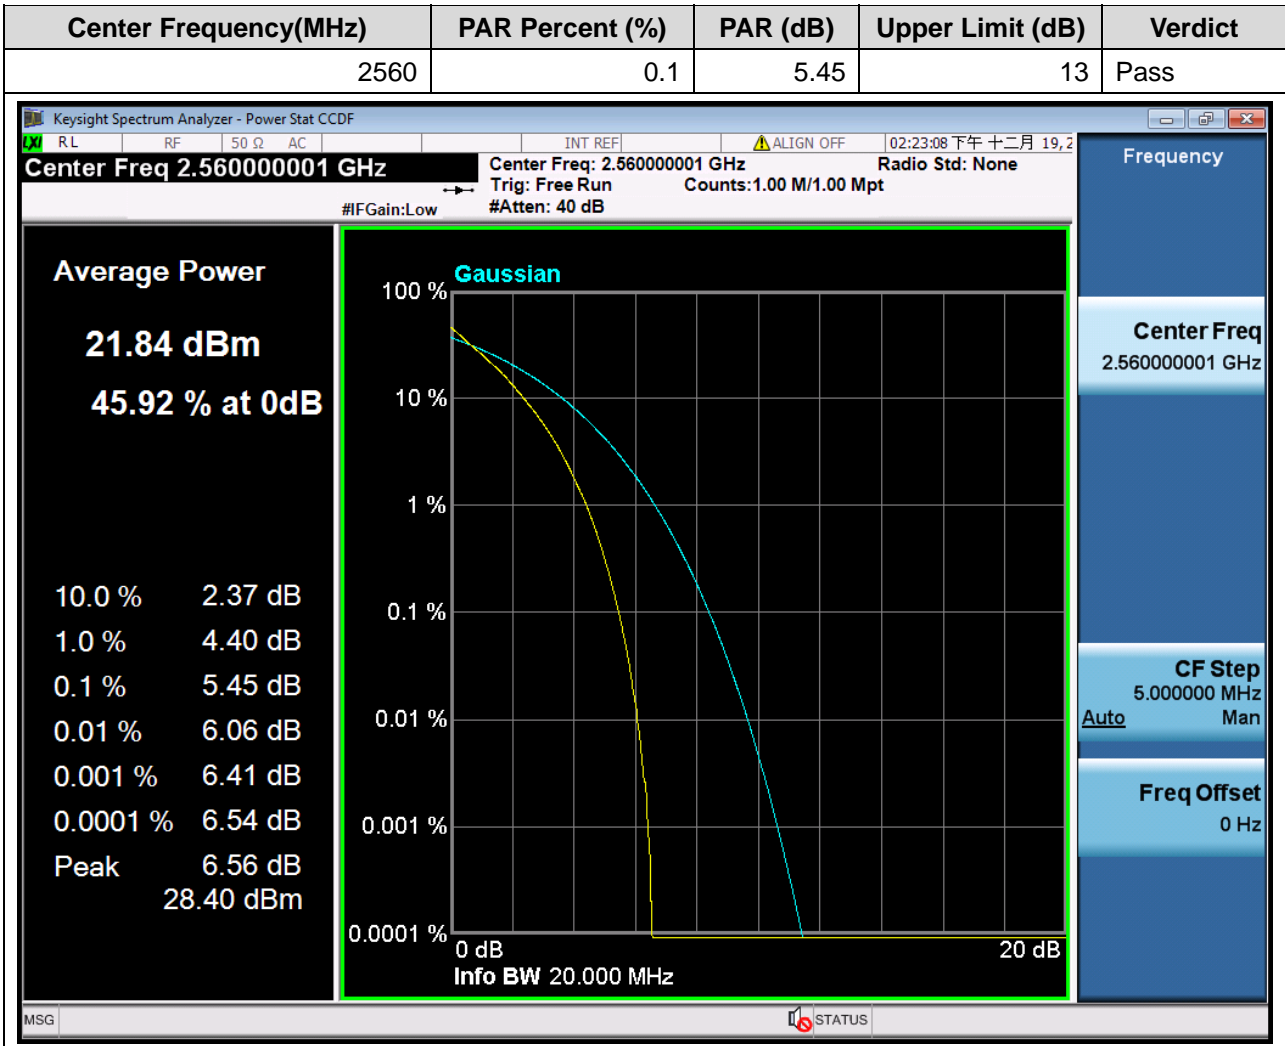 Center Frequency(MHz) PAR Percent (%) PAR (dB) Upper Limit (dB) Verdict
2560 0.1 5.45 13 Pass
Keysight Spectrum Analyzer - Power Stat CCDF
LXI RL RF 50 Ω AC INT REF ALIGN OFF 02:23:08 下午 十二月 19, 2
Center Freq 2.560000001 GHz
Center Freq: 2.560000001 GHz Radio Std: None
Trig: Free Run Counts:1.00 M/1.00 Mpt
#IFGain:Low #Atten: 40 dB
Average Power
21.84 dBm
45.92 % at 0dB
10.0 % 2.37 dB
1.0 % 4.40 dB
0.1 % 5.45 dB
0.01 % 6.06 dB
0.001 % 6.41 dB
0.0001 % 6.54 dB
Peak 6.56 dB
28.40 dBm
Gaussian
100 %
10 %
1 %
0.1 %
0.01 %
0.001 %
0.0001 %
0 dB 20 dB
Info BW 20.000 MHz
Frequency
Center Freq
2.560000001 GHz
CF Step
5.000000 MHz
Auto Man
Freq Offset
0 Hz
MSG STATUS